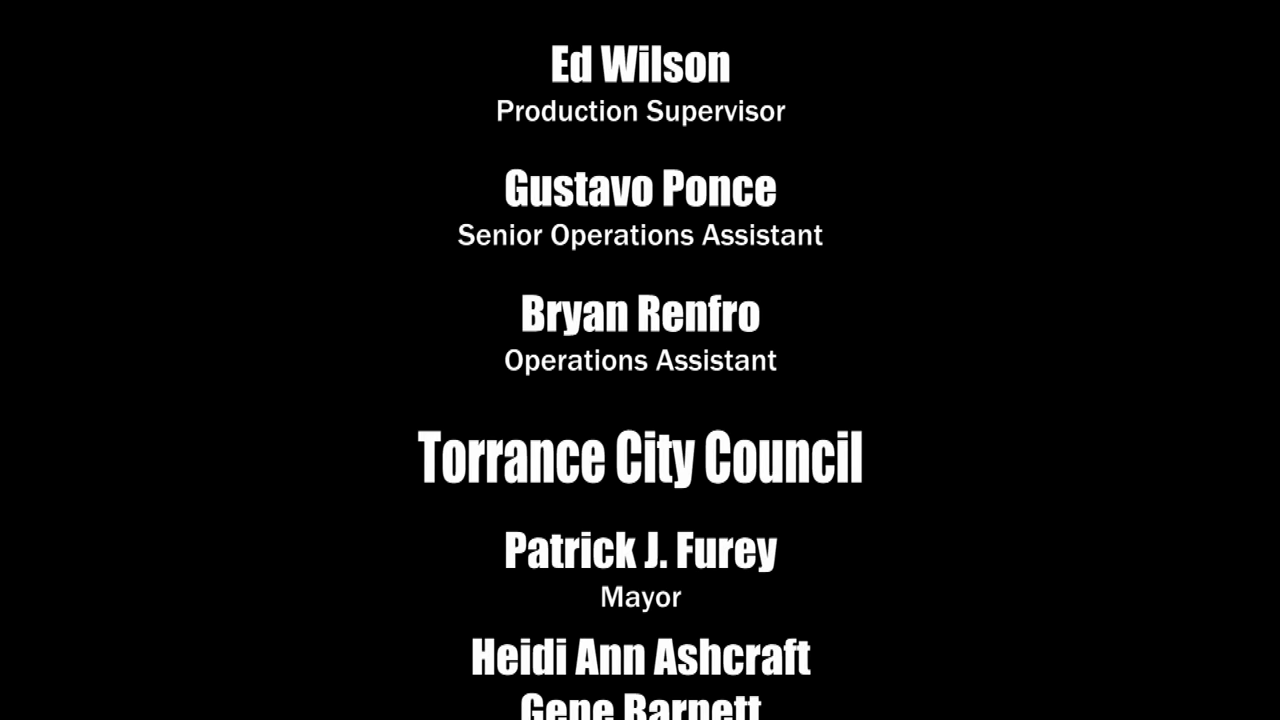 Ed Wilson
Production Supervisor
Gustavo Ponce
Senior Operations Assistant
Bryan Renfro
Operations Assistant
Torrance City Council
Patrick J. Furey
Mayor
Heidi Ann Ashcraft
Gene Barnett